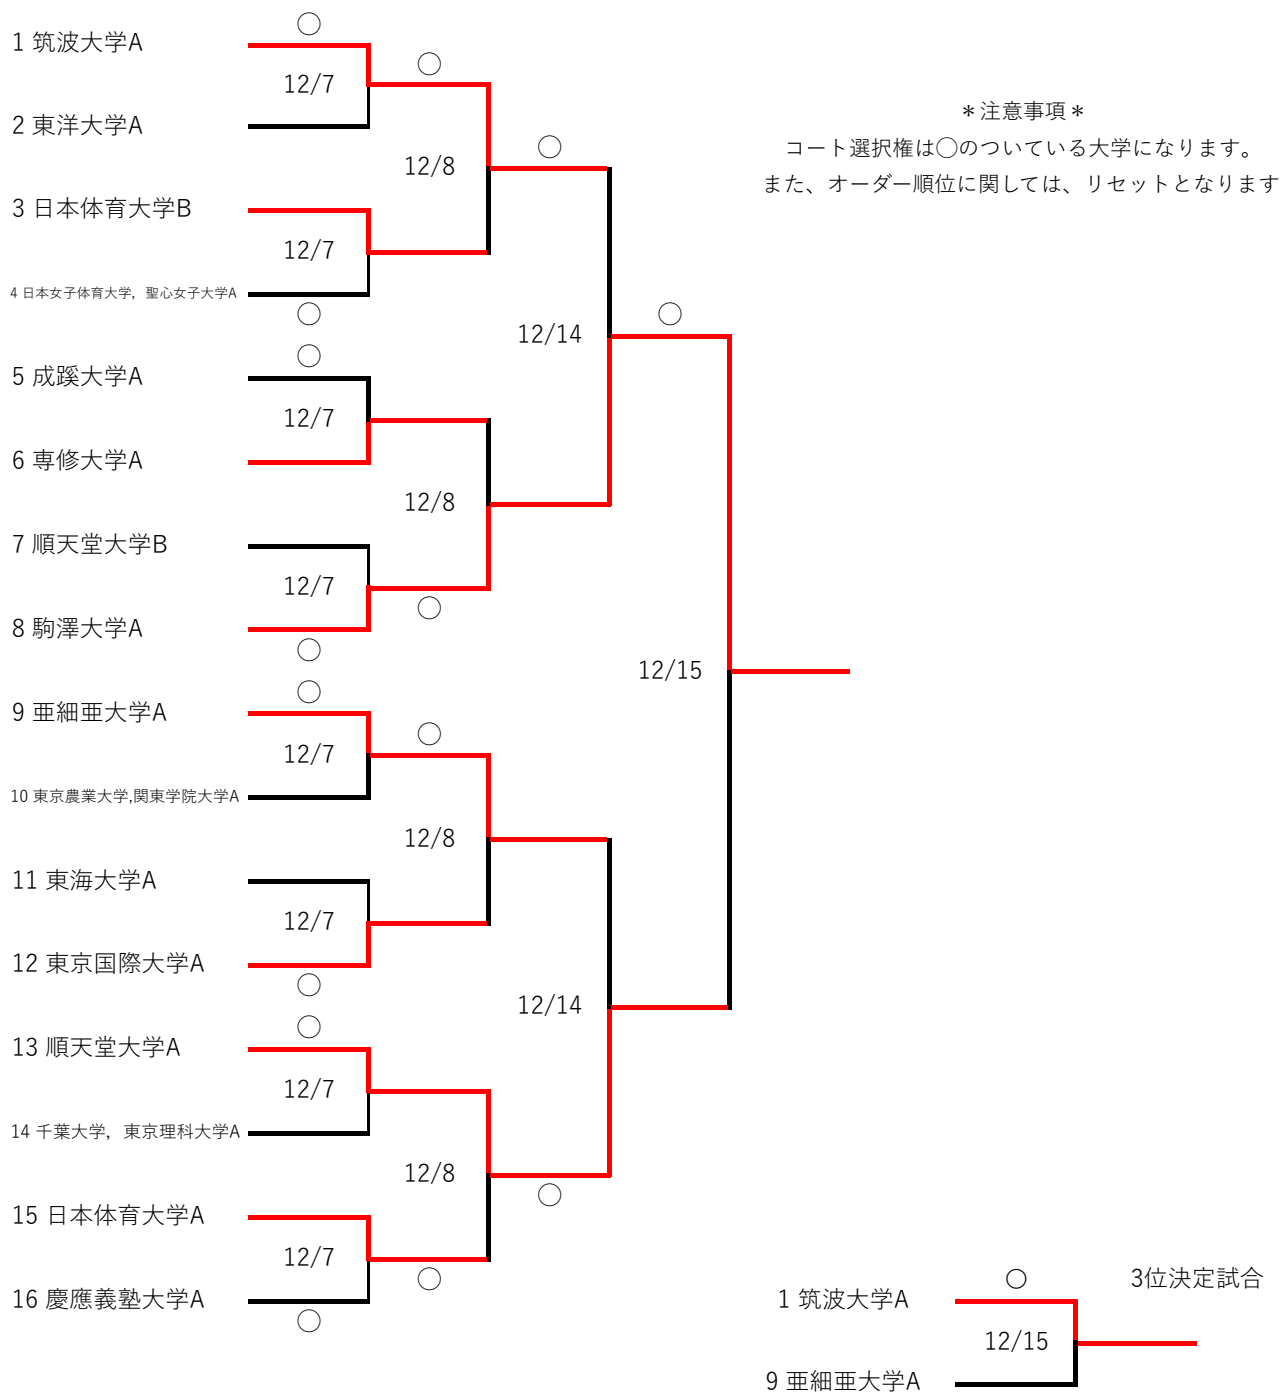 1 筑波大学A
12/7
2 東洋大学A
12/8
3 日本体育大学B
12/7
4 日本女子体育大学，聖心女子大学A
12/14
5 成蹊大学A
12/7
6 専修大学A
12/8
7 順天堂大学B
12/7
8 駒澤大学A
12/15
9 亜細亜大学A
12/7
10 東京農業大学,関東学院大学A
12/8
11 東海大学A
12/7
12 東京国際大学A
12/14
13 順天堂大学A
12/7
14 千葉大学，東京理科大学A
12/8
15 日本体育大学A
12/7
16 慶應義塾大学A
＊注意事項＊
コート選択権は〇のついている大学になります。
また、オーダー順位に関しては、リセットとなります
3位決定試合
1 筑波大学A
12/15
9 亜細亜大学A